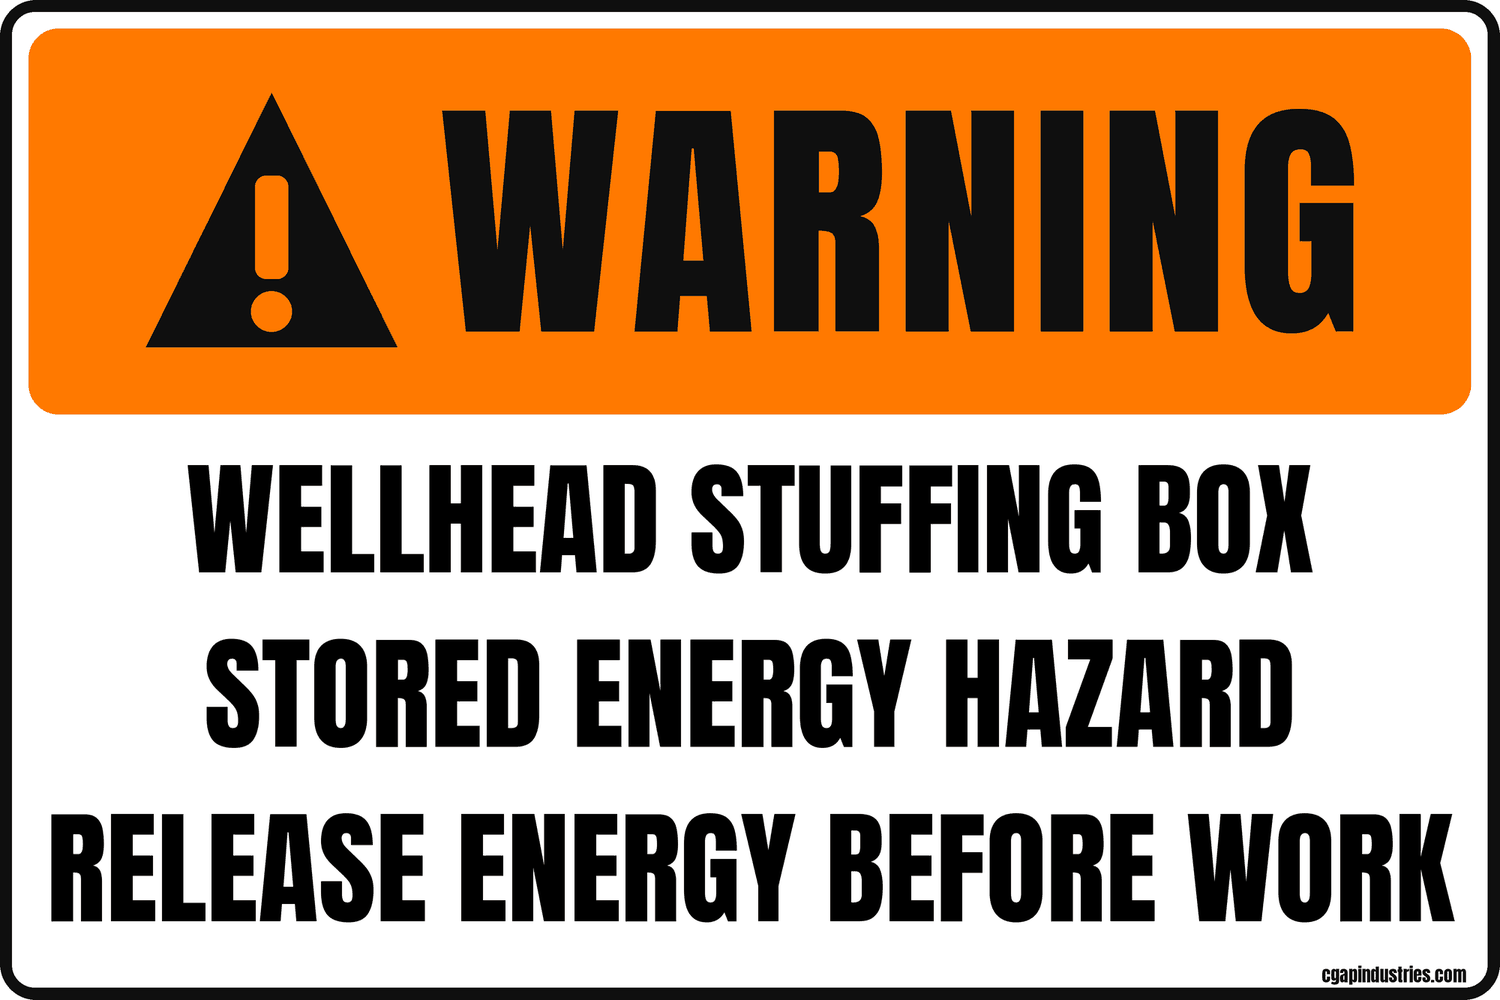 WARNING
WELLHEAD STUFFING BOX
STORED ENERGY HAZARD
RELEASE ENERGY BEFORE WORK
cgapindustries.com